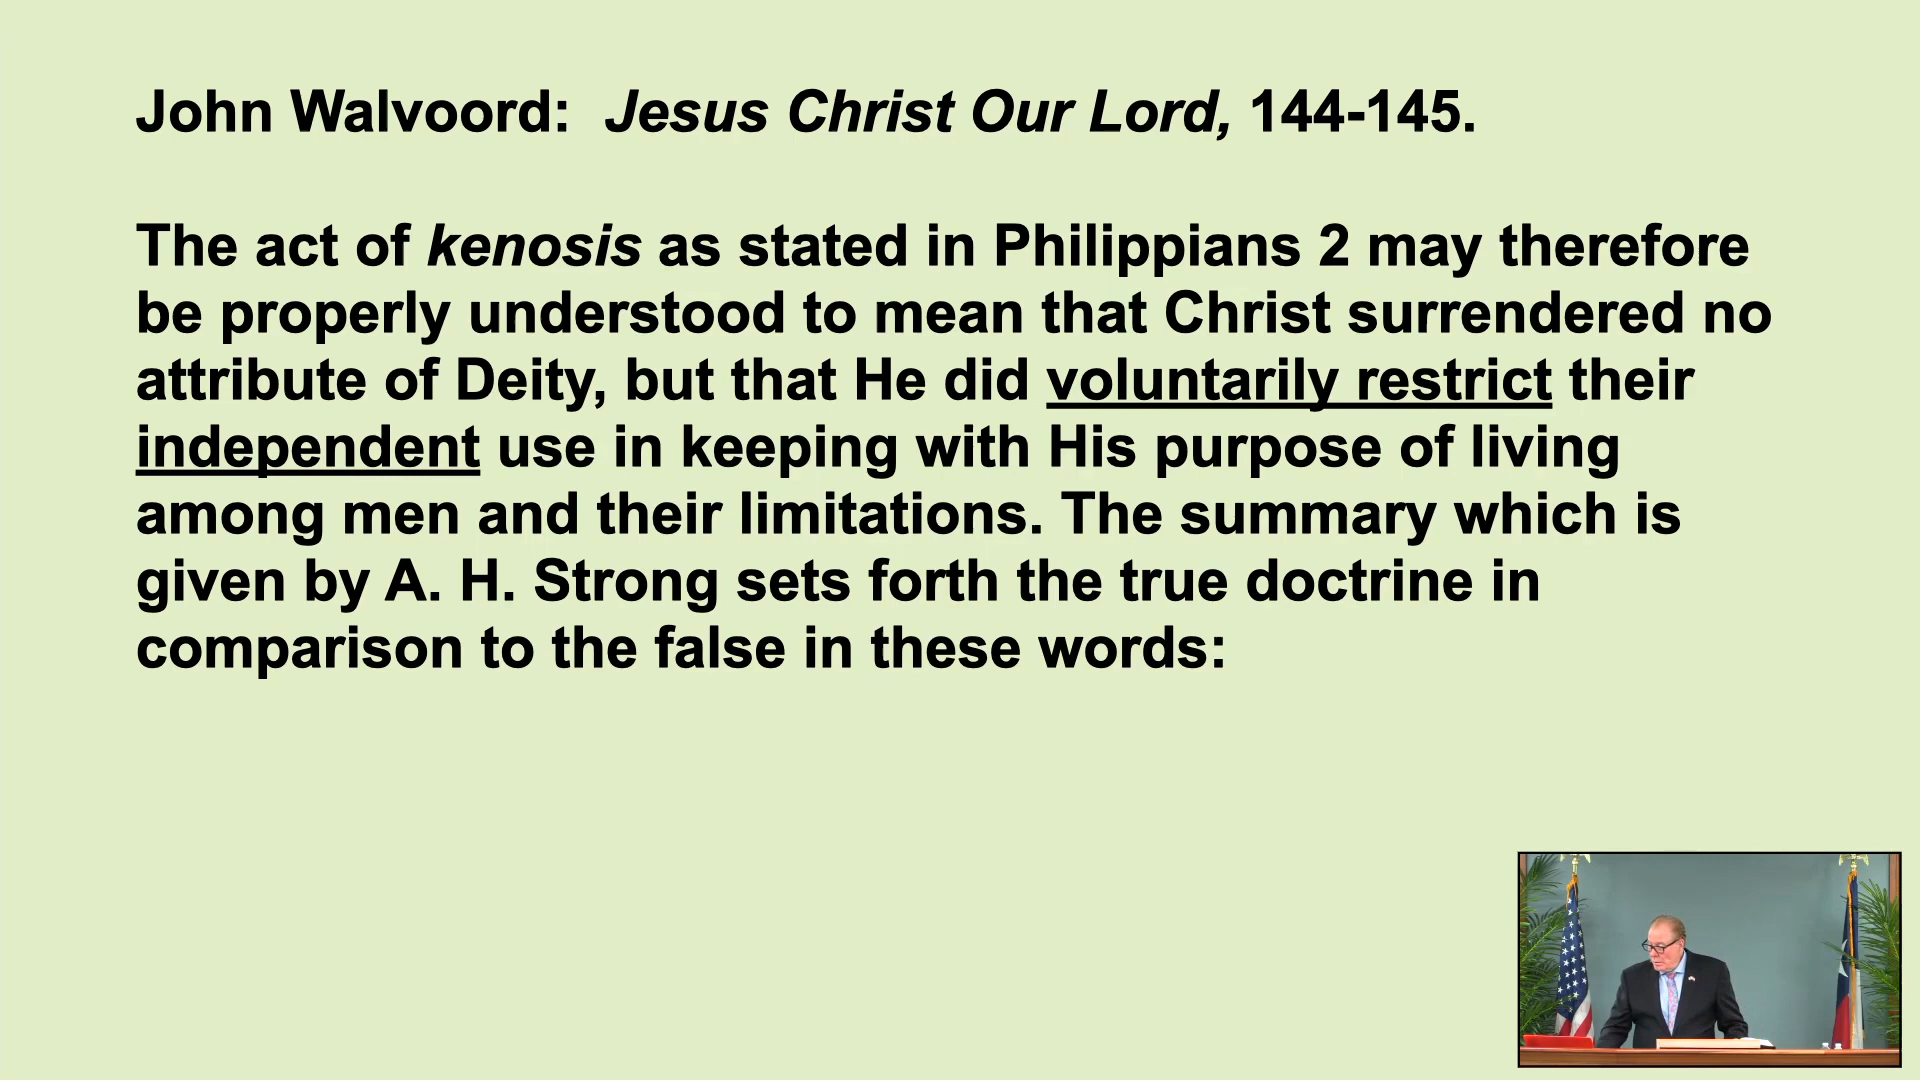 John Walvoord: Jesus Christ Our Lord, 144-145.
The act of kenosis as stated in Philippians 2 may therefore
be properly understood to mean that Christ surrendered no
attribute of Deity, but that He did voluntarily restrict their
independent use in keeping with His purpose of living
among men and their limitations. The summary which is
given by A. H. Strong sets forth the true doctrine in
comparison to the false in these words: